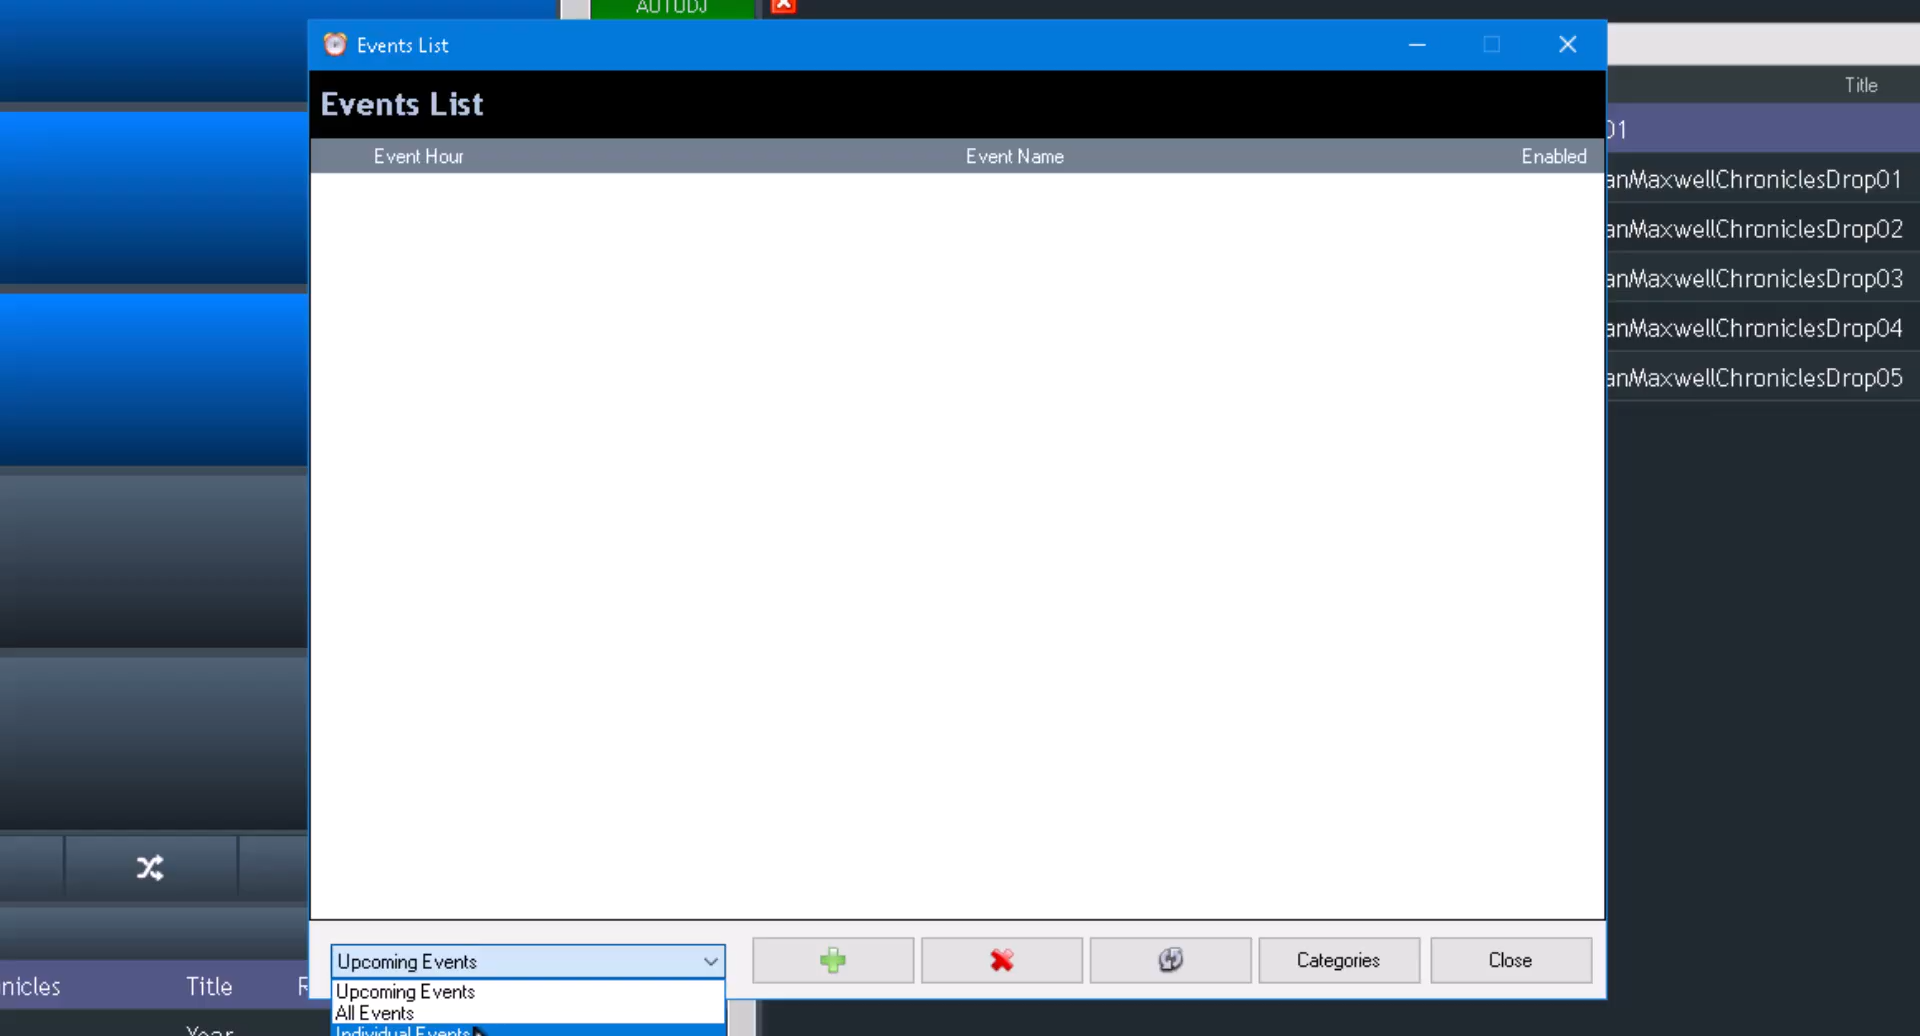 AUTODJ
Events List
Events List
Event Hour Event Name Enabled
Title
01
anMaxwellChroniclesDrop01
anMaxwellChroniclesDrop02
anMaxwellChroniclesDrop03
anMaxwellChroniclesDrop04
anMaxwellChroniclesDrop05
Upcoming Events
Categories
Close
Upcoming Events
All Events
Individual Events
nicles Title
Year